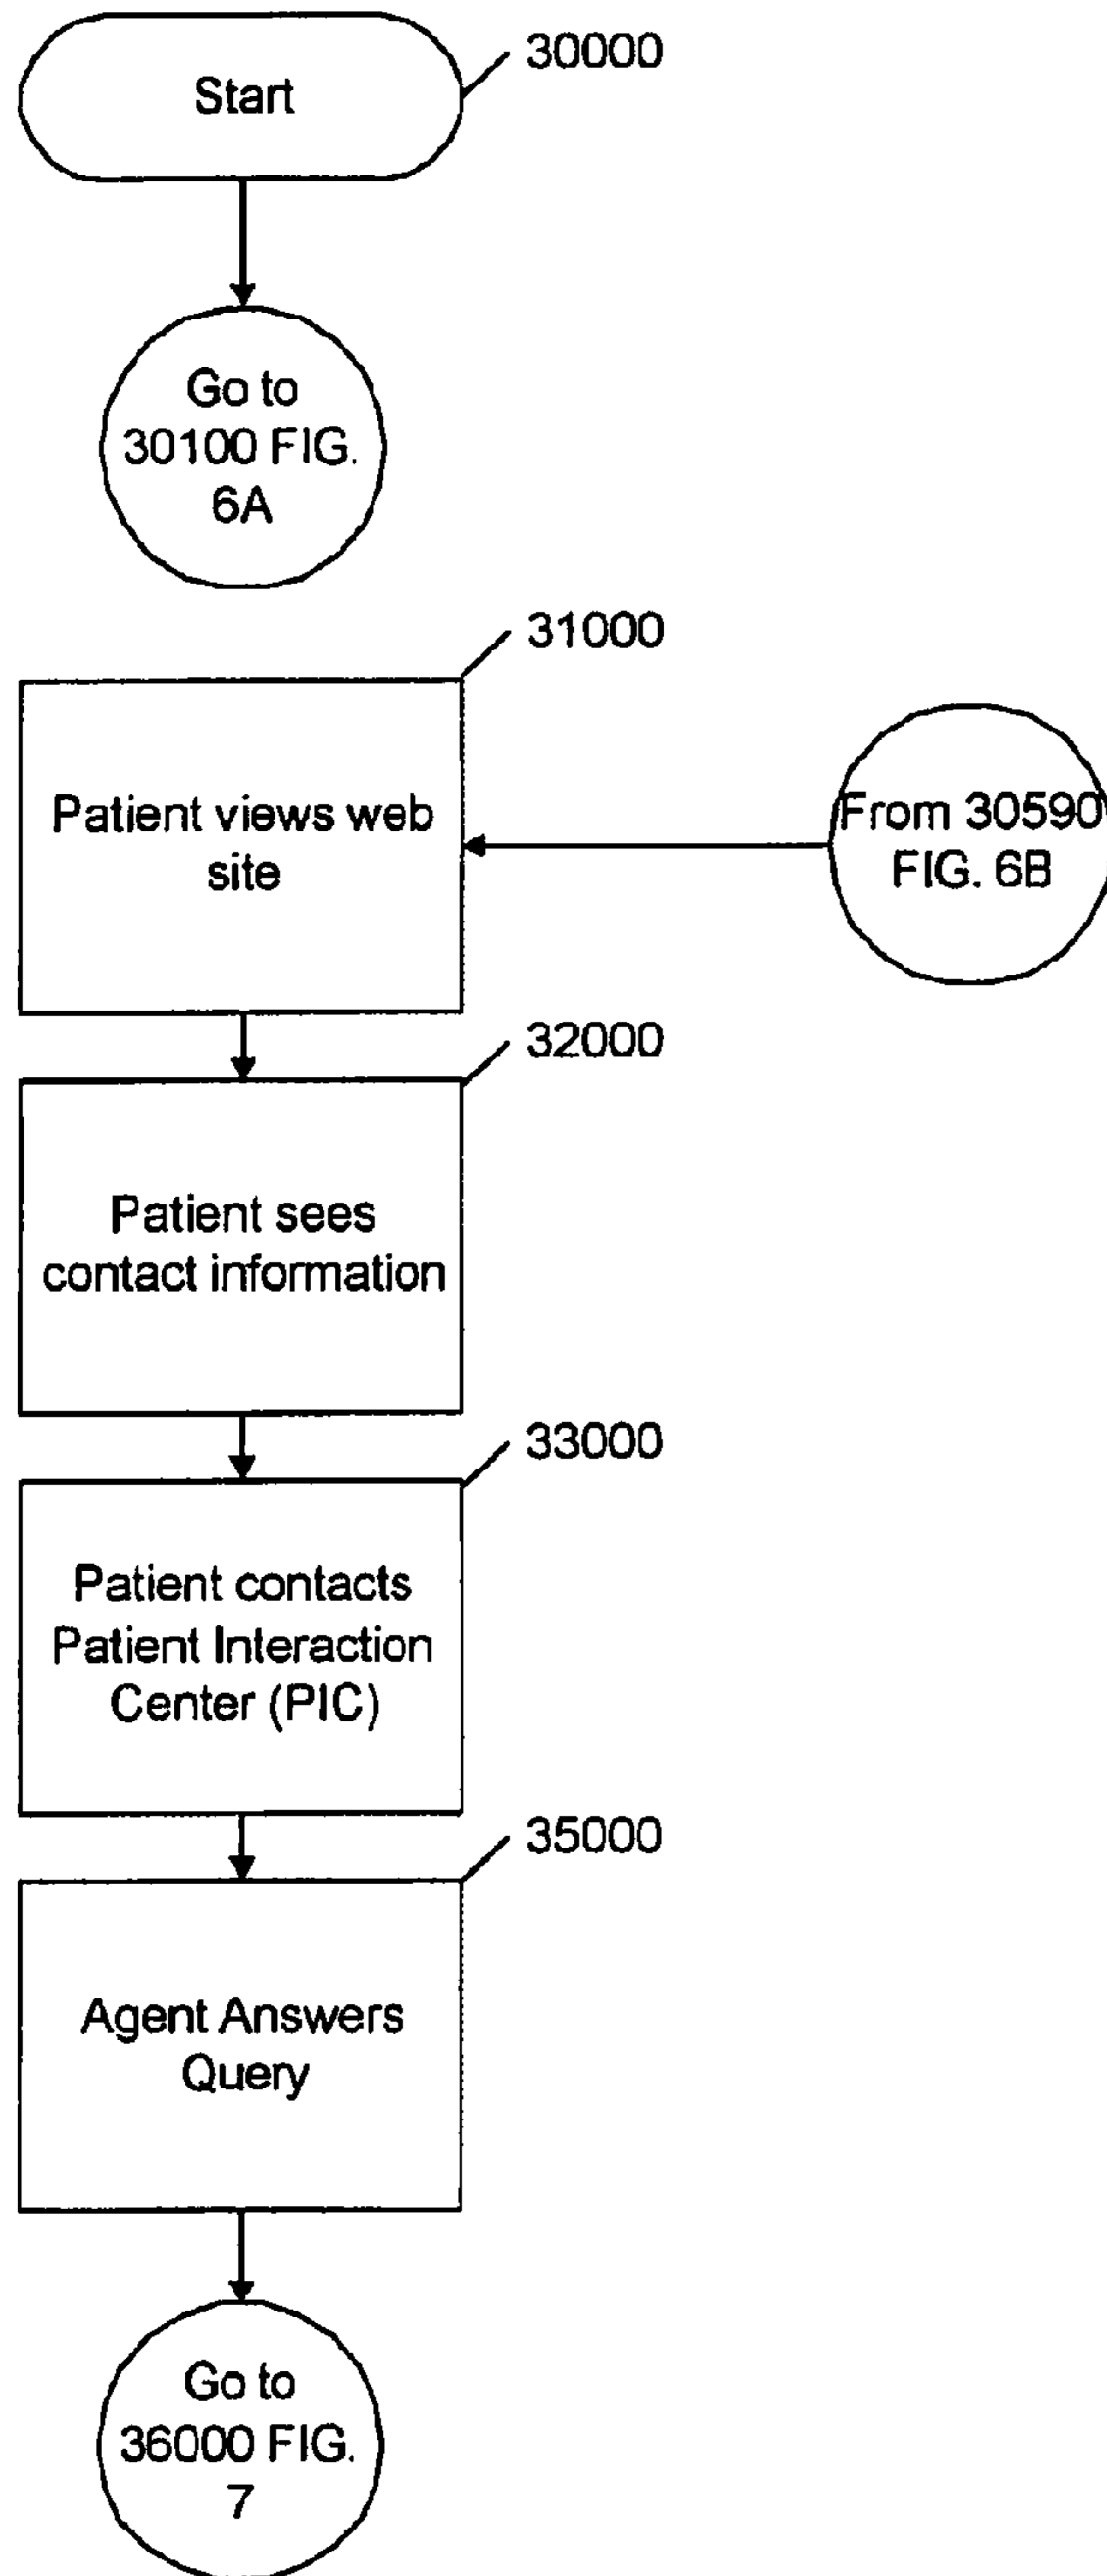 30000
Start
Go to
30100 FIG.
6A
31000
Patient views web
site
From 30590
FIG. 6B
32000
Patient sees
contact information
33000
Patient contacts
Patient Interaction
Center (PIC)
35000
Agent Answers
Query
Go to
36000 FIG.
7